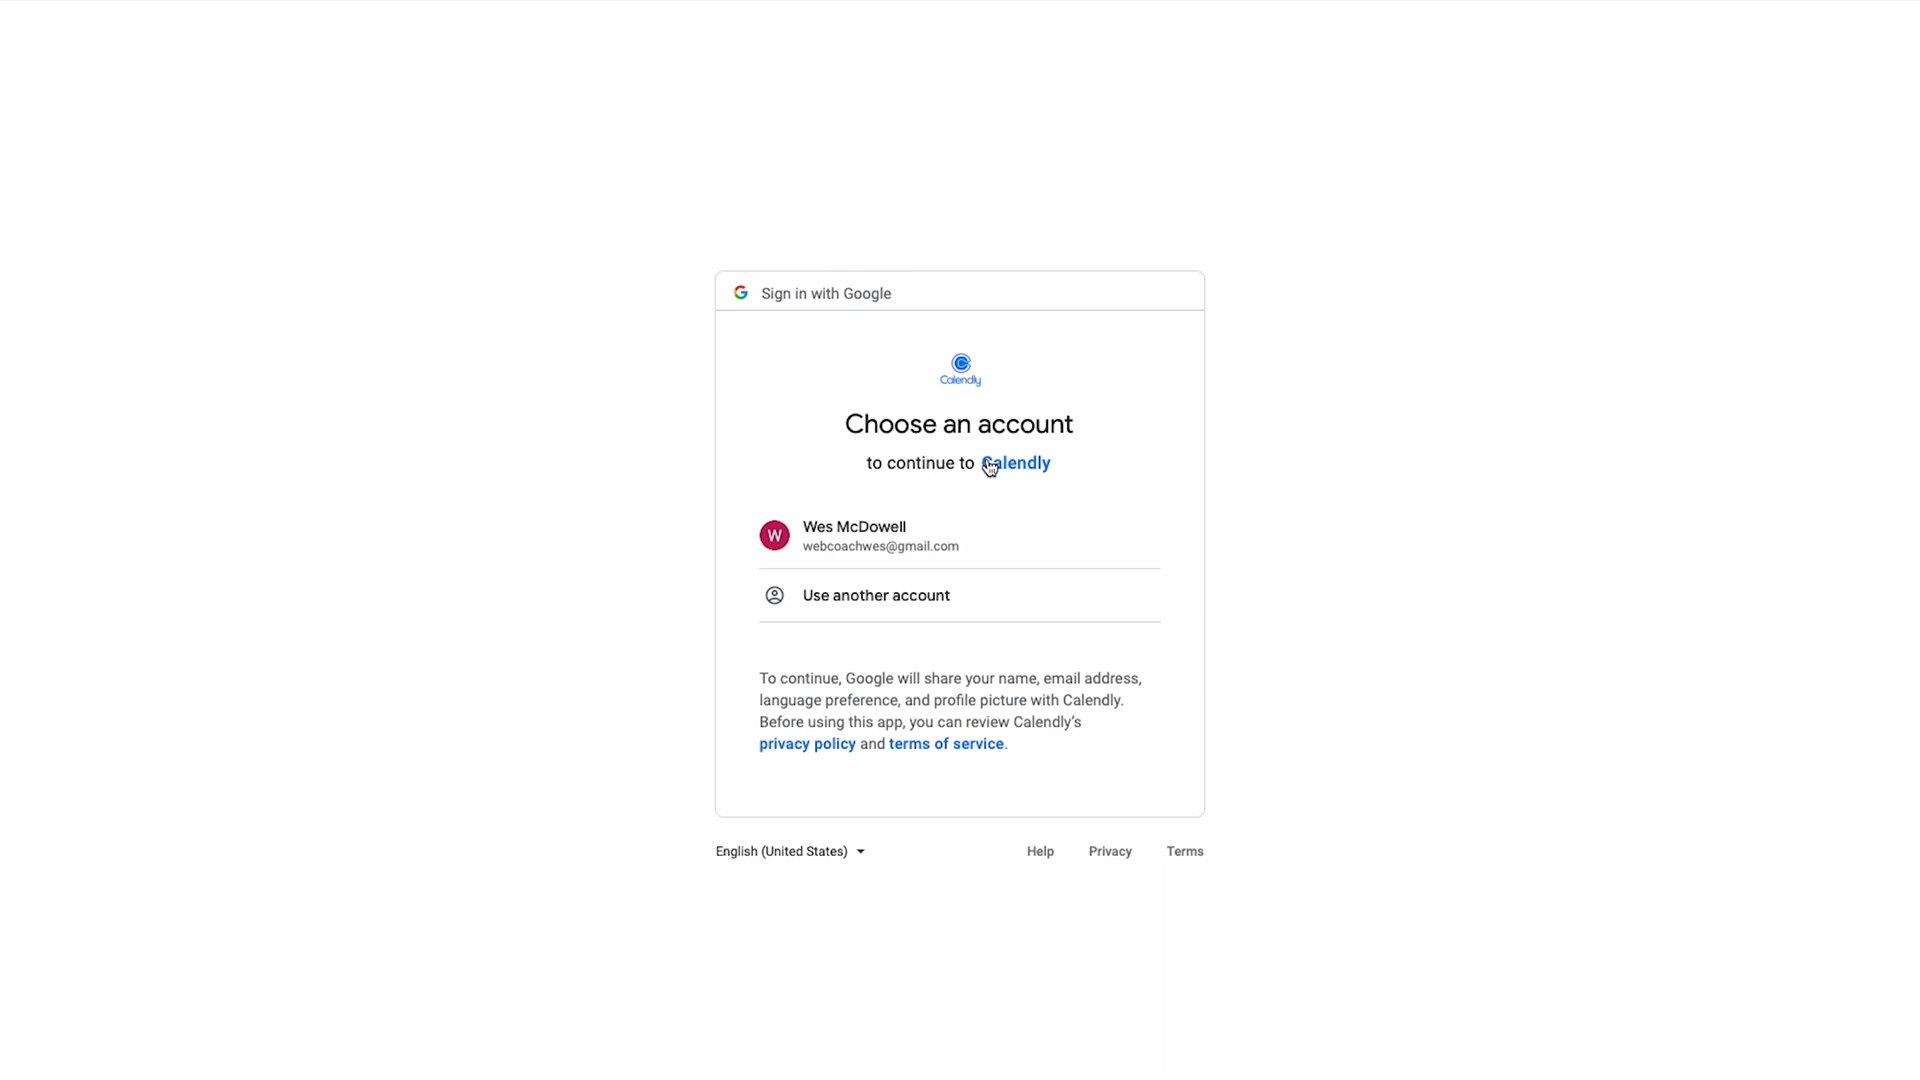 Sign in with Google
Calendly
Choose an account
to continue to Calendly
W
Wes McDowell
webcoachwes@gmail.com
Use another account
To continue, Google will share your name, email address,
language preference, and profile picture with Calendly.
Before using this app, you can review Calendly's
privacy policy and terms of service.
English (United States)
Help Privacy Terms